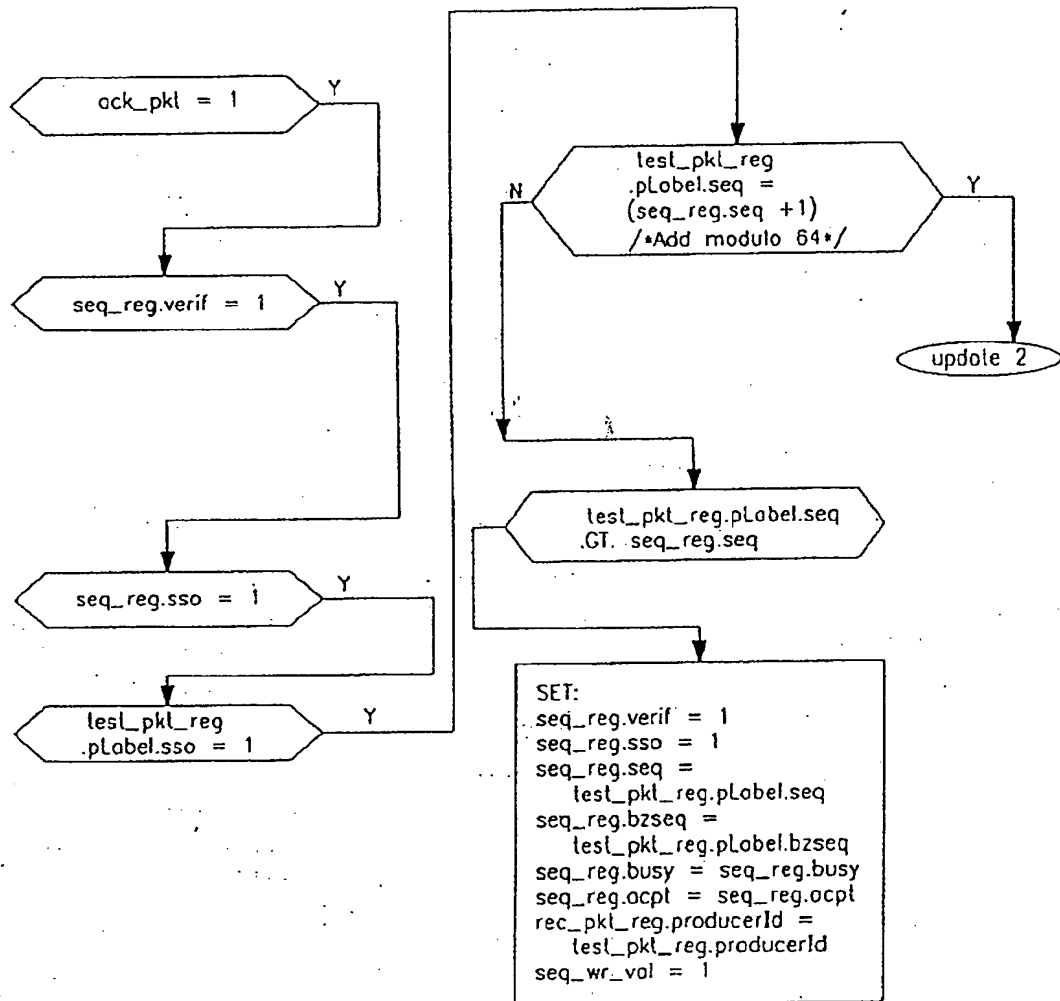 ack_pkt = 1
Y
seq_reg.verif = 1
Y
seq_reg.sso = 1
Y
test_pkt_reg
.pLabel.sso = 1
Y
test_pkt_reg
.pLabel.seq =
(seq_reg.seq +1)
/*Add modulo 64*/
N
Y
update 2
test_pkt_reg.pLabel.seq
.GT. seq_reg.seq
SET:
seq_reg.verif = 1
seq_reg.sso = 1
seq_reg.seq =
test_pkt_reg.pLabel.seq
seq_reg.bzseq =
test_pkt_reg.pLabel.bzseq
seq_reg.busy = seq_reg.busy
seq_reg.acpt = seq_reg.acpt
rec_pkt_reg.producerId =
test_pkt_reg.producerId
seq_wr_val = 1